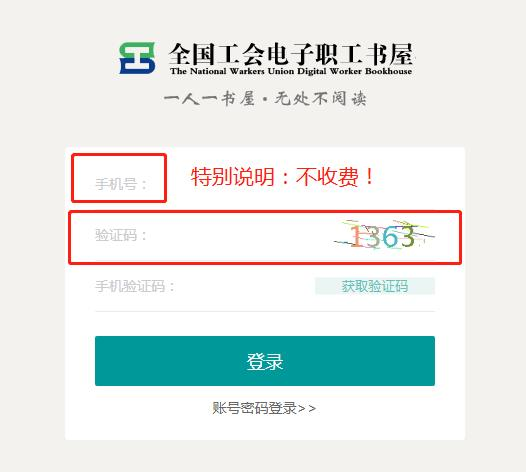 全国工会电子职工书屋
The National Warkers Union Digital Worker Bookhouse
一人一书屋·无处不阅读
手机号：
特别说明：不收费！
验证码：
1363
手机验证码：
获取验证码
登录
账号密码登录>>